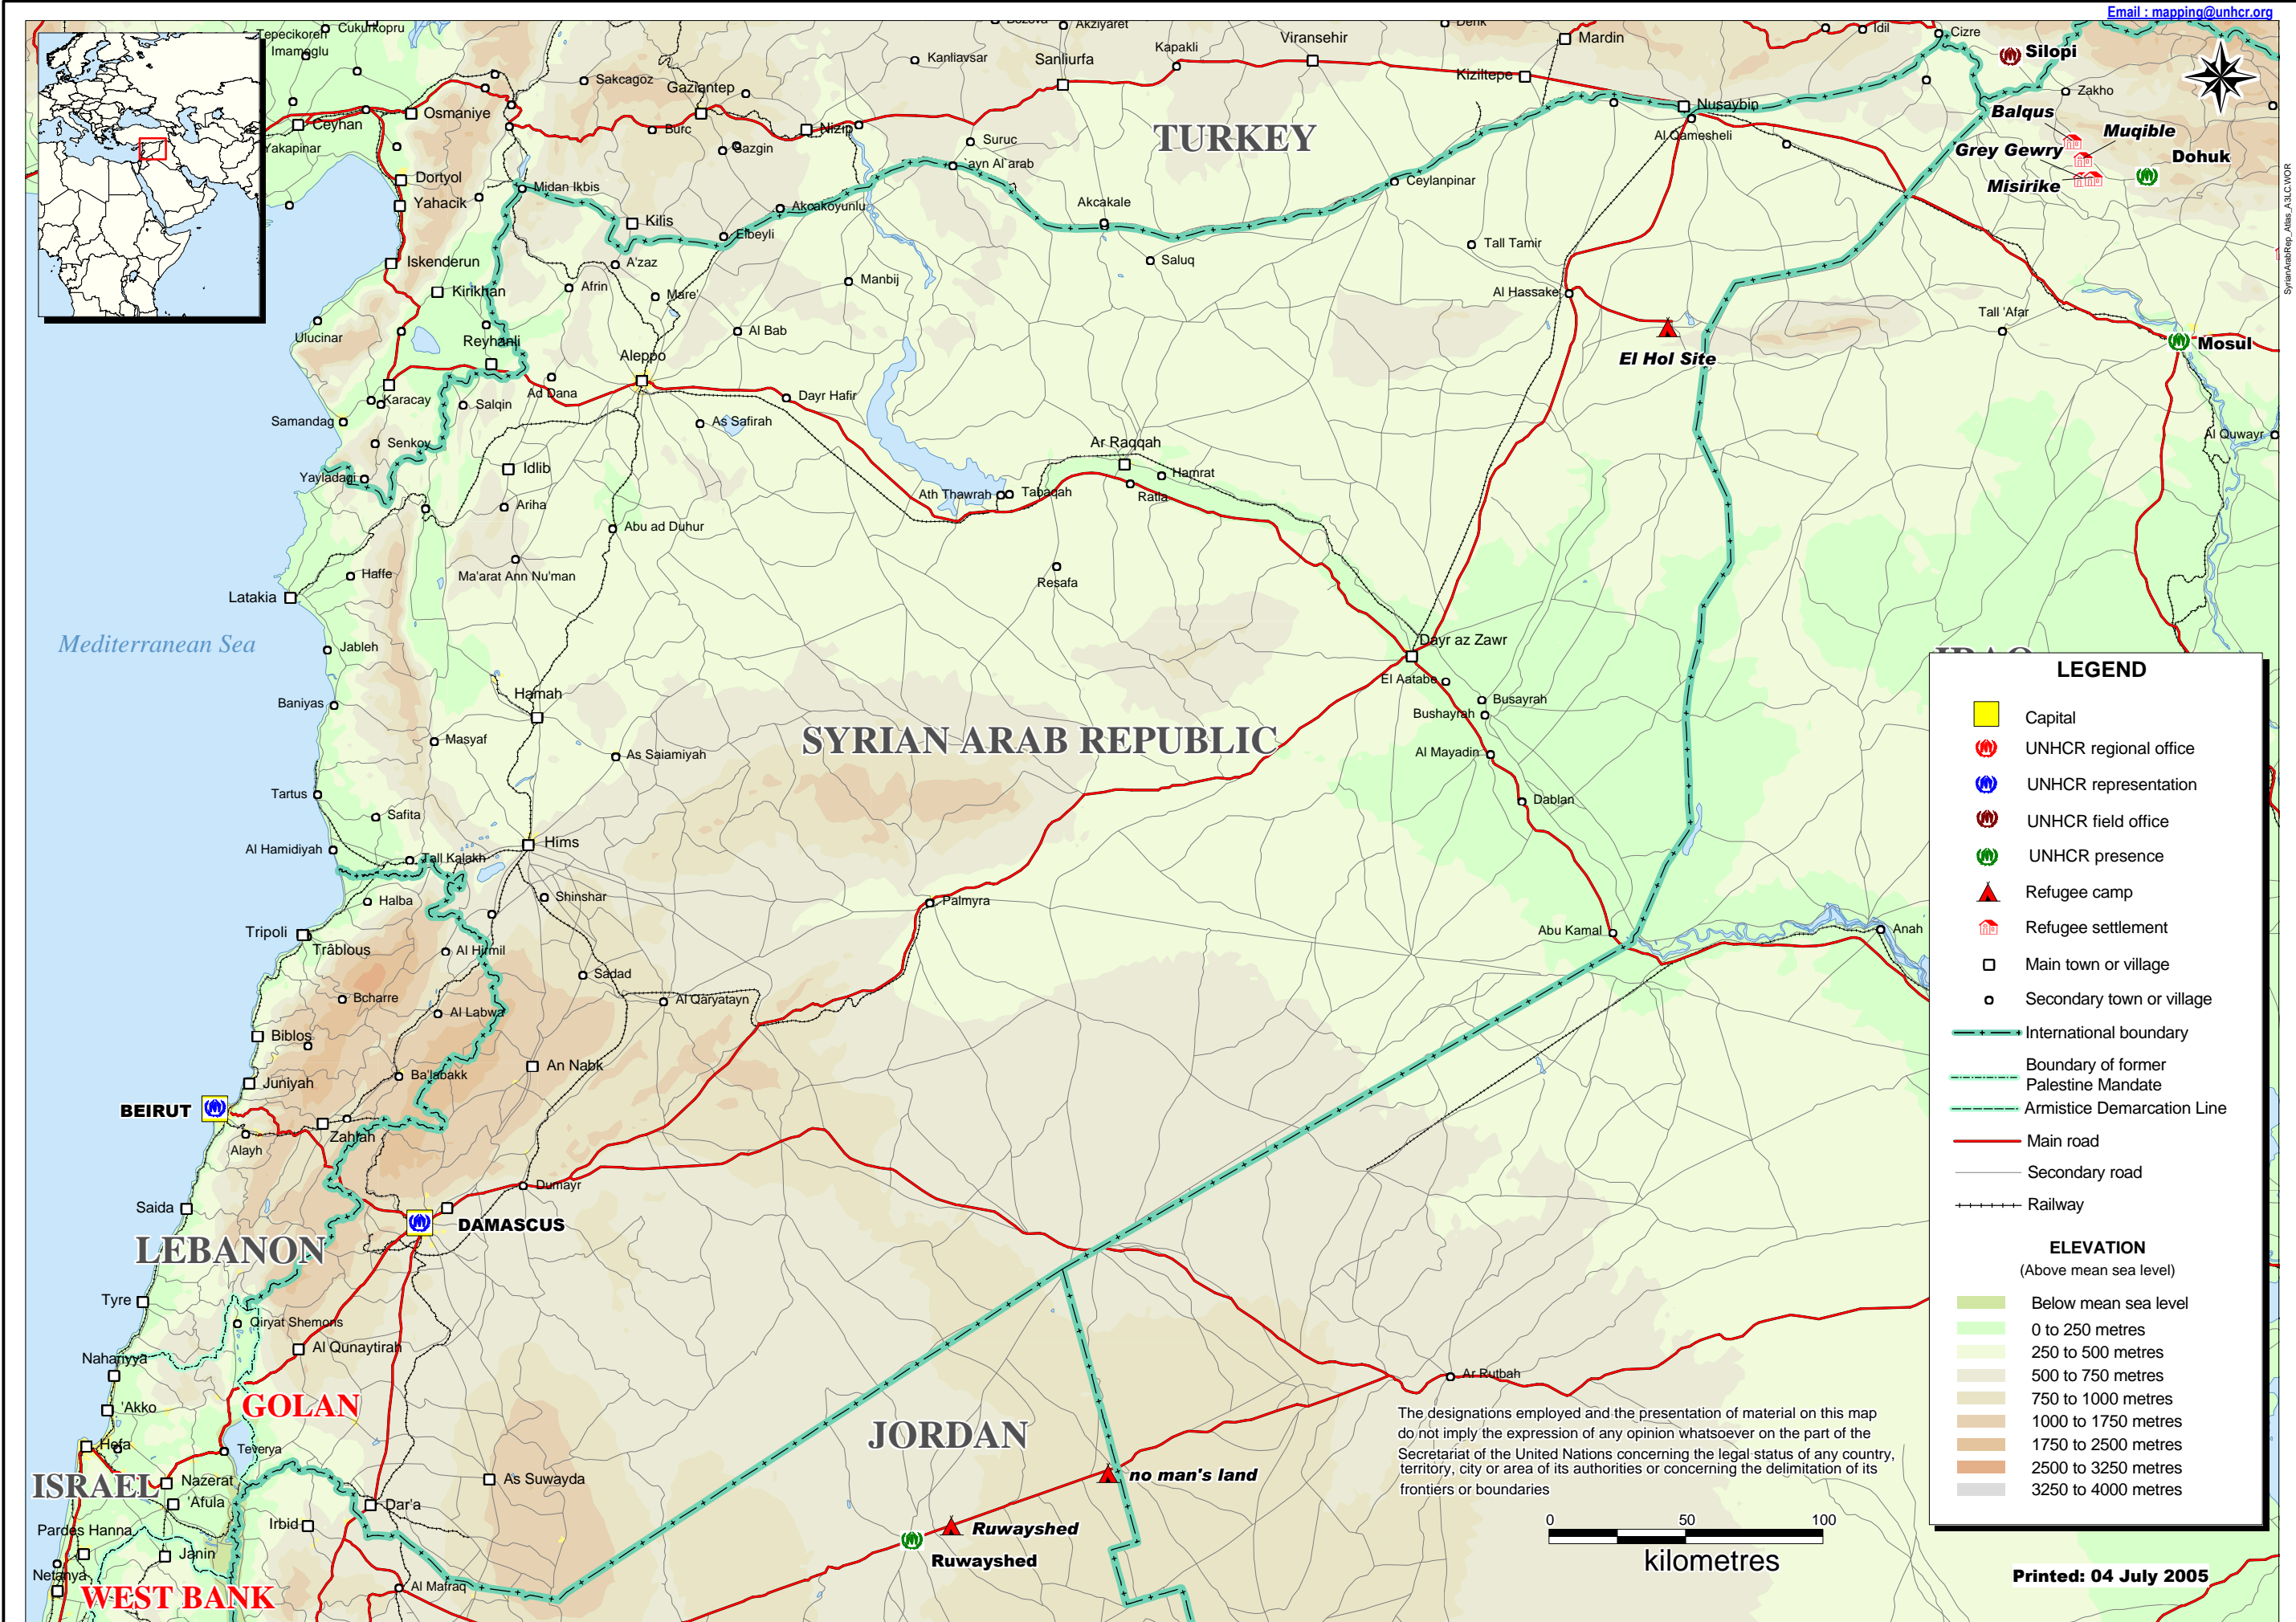 Email : mapping@unhcr.org
SyrianArabRep_Atlas_A3LC.WOR
Tepecikoren
Cukurkopru
Imamoglu
Akziyaret
Kanliavsar
Kapakli
Viransehir
Derik
Mardin
Idil
Cizre
Silopi
Sakcagoz
Gaziantep
Sanliurfa
Kiziltepe
Zakho
Ceyhan
Osmaniye
Burc
Nizip
Nusaybin
Balqus
Yakapinar
Gazgin
Suruc
TURKEY
Al Qamesheli
Muqible
Grey Gewry
Dohuk
Misirike
Dortyol
Yahacik
Midan Ikbis
Kilis
Akcakoyunlu
Elbeyli
ayn Al`arab
Akcakale
Ceylanpinar
Iskenderun
A'zaz
Saluq
Tall Tamir
Kirikhan
Afrin
Mare'
Manbij
Al Hassake
Ulucinar
Reyhanli
Al Bab
Tall 'Afar
Aleppo
El Hol Site
Mosul
Karacay
Ad Dana
Salqin
Dayr Hafir
Samandag
As Safirah
Senkoy
Ar Raqqah
Al Quwayr
Yayladagi
Idlib
Hamrat
Ariha
Ath Thawrah
Tabaqah
Ratla
Abu ad Duhur
Haffe
Ma'arat Ann Nu'man
Resafa
Latakia
Mediterranean Sea
Jableh
Dayr az Zawr
El Aatabe
Hamah
Baniyas
Busayrah
Bushayrah
Masyaf
As Saiamiyah
SYRIAN ARAB REPUBLIC
Al Mayadin
Tartus
Safita
Dablan
Al Hamidiyah
Tall Kalakh
Hims
Halba
Shinshar
Palmyra
Tripoli
Trâblous
Al Hirmil
Abu Kamal
Anah
Sadad
Bcharre
Al Labwa
Al Qaryatayn
Biblos
Juniyah
Ba'labakk
An Nabk
BEIRUT
Zahlah
Alayh
Dumayr
Saida
DAMASCUS
LEBANON
Tyre
Qiryat Shemons
Al Qunaytirah
Nahariyya
'Akko
GOLAN
Ar Rutbah
JORDAN
Hefa
Teverya
ISRAEL
Nazerat
As Suwayda
no man's land
'Afula
Dar'a
Pardes Hanna
Irbid
Ruwayshed
Ruwayshed
Janin
Netanya
WEST BANK
Al Mafraq
LEGEND
Capital
UNHCR regional office
UNHCR representation
UNHCR field office
UNHCR presence
Refugee camp
Refugee settlement
Main town or village
Secondary town or village
International boundary
Boundary of former
Palestine Mandate
Armistice Demarcation Line
Main road
Secondary road
Railway
ELEVATION
(Above mean sea level)
Below mean sea level
0 to 250 metres
250 to 500 metres
500 to 750 metres
750 to 1000 metres
1000 to 1750 metres
1750 to 2500 metres
2500 to 3250 metres
3250 to 4000 metres
The designations employed and the presentation of material on this map
do not imply the expression of any opinion whatsoever on the part of the
Secretariat of the United Nations concerning the legal status of any country,
territory, city or area of its authorities or concerning the delimitation of its
frontiers or boundaries
0 50 100
kilometres
Printed: 04 July 2005